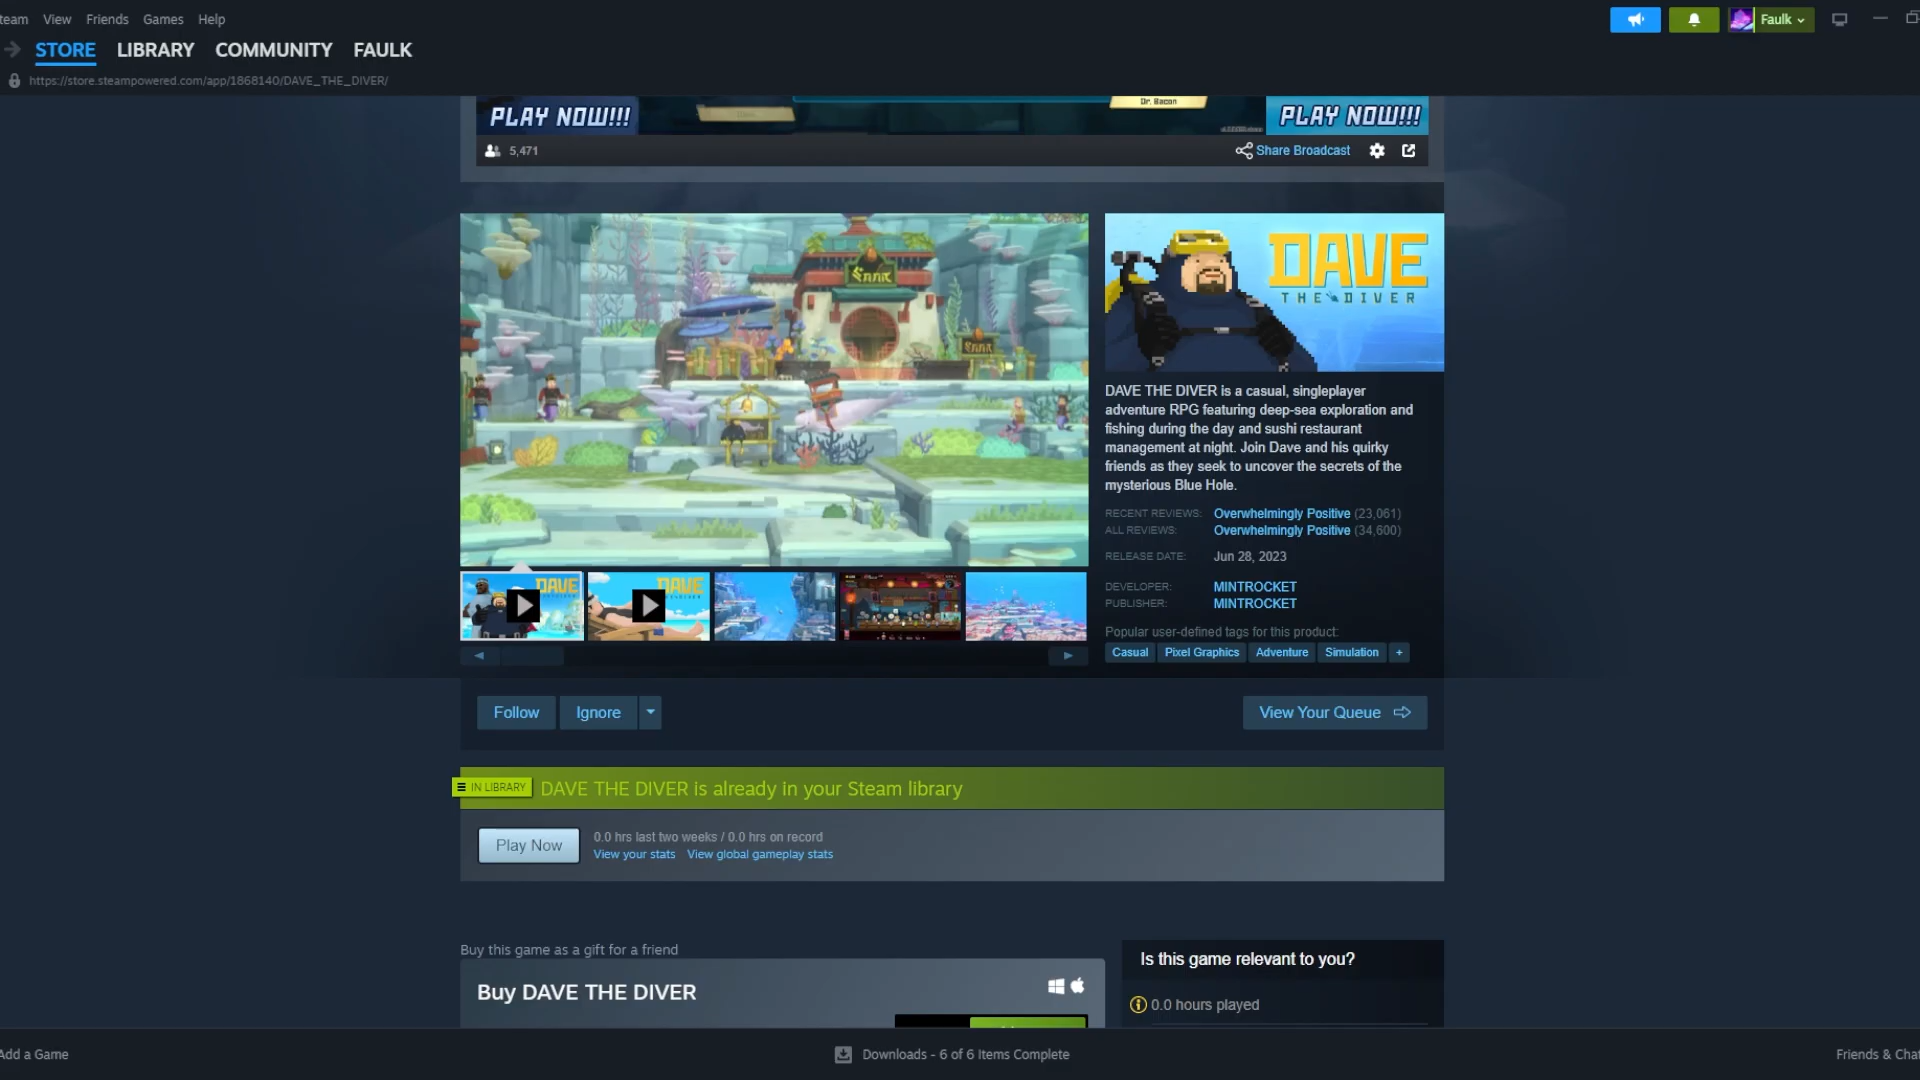 team View Friends Games Help
Faulk
STORE LIBRARY COMMUNITY FAULK
https://store.steampowered.com/app/1868140/DAVE_THE_DIVER/
PLAY NOW!!!
Dr. Bacon
PLAY NOW!!!
5,471
Share Broadcast
DAVE
THE DIVER
DAVE THE DIVER is a casual, singleplayer
adventure RPG featuring deep-sea exploration and
fishing during the day and sushi restaurant
management at night. Join Dave and his quirky
friends as they seek to uncover the secrets of the
mysterious Blue Hole.
RECENT REVIEWS: Overwhelmingly Positive (23,061)
ALL REVIEWS: Overwhelmingly Positive (34,600)
RELEASE DATE: Jun 28, 2023
DEVELOPER: MINTROCKET
PUBLISHER: MINTROCKET
Popular user-defined tags for this product:
Casual Pixel Graphics Adventure Simulation +
DAVE
DAVE
Follow Ignore
View Your Queue
IN LIBRARY DAVE THE DIVER is already in your Steam library
Play Now
0.0 hrs last two weeks / 0.0 hrs on record
View your stats View global gameplay stats
Buy this game as a gift for a friend
Buy DAVE THE DIVER
Is this game relevant to you?
0.0 hours played
Add a Game
Downloads - 6 of 6 Items Complete
Friends & Chat